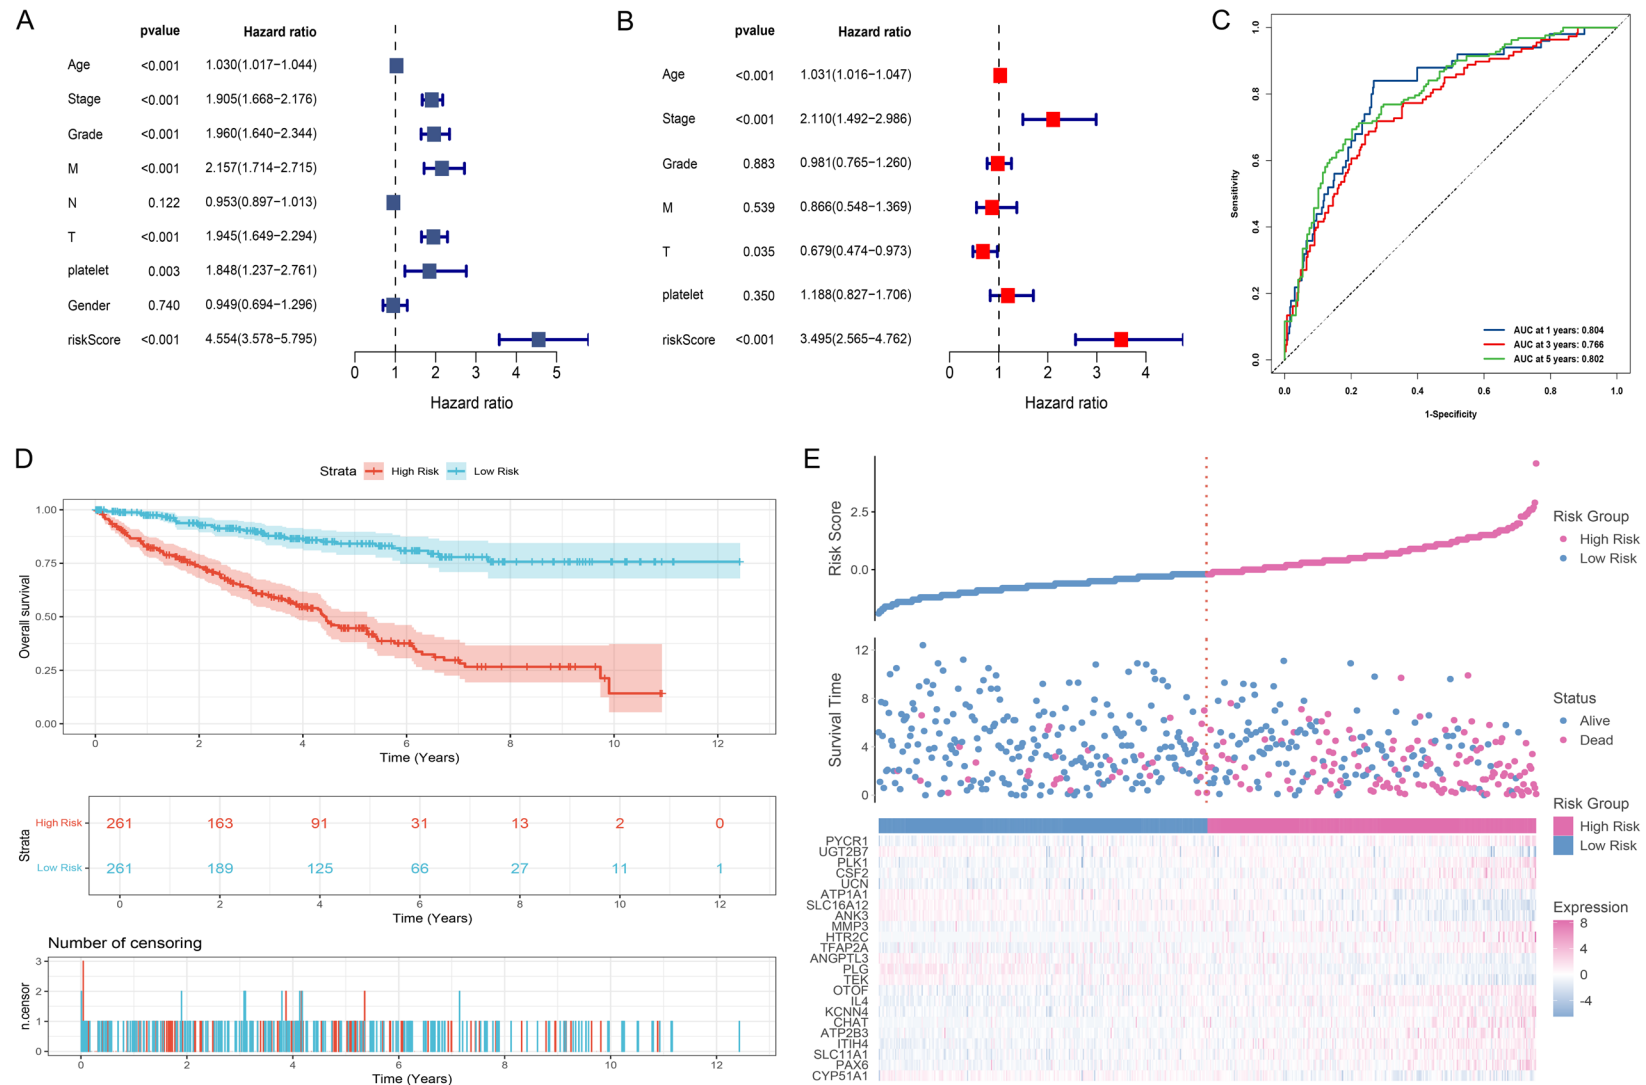 A
pvalue Hazard ratio
Age <0.001 1.030(1.017−1.044)
Stage <0.001 1.905(1.668−2.176)
Grade <0.001 1.960(1.640−2.344)
M <0.001 2.157(1.714−2.715)
N 0.122 0.953(0.897−1.013)
T <0.001 1.945(1.649−2.294)
platelet 0.003 1.848(1.237−2.761)
Gender 0.740 0.949(0.694−1.296)
riskScore <0.001 4.554(3.578−5.795)
0 1 2 3 4 5
Hazard ratio
B
pvalue Hazard ratio
Age <0.001 1.031(1.016−1.047)
Stage <0.001 2.110(1.492−2.986)
Grade 0.883 0.981(0.765−1.260)
M 0.539 0.866(0.548−1.369)
T 0.035 0.679(0.474−0.973)
platelet 0.350 1.188(0.827−1.706)
riskScore <0.001 3.495(2.565−4.762)
0 1 2 3 4
Hazard ratio
C
Sensitivity
1.0
0.8
0.6
0.4
0.2
0.0
AUC at 1 years: 0.804
AUC at 3 years: 0.766
AUC at 5 years: 0.802
0.0 0.2 0.4 0.6 0.8 1.0
1-Specificity
D
Strata High Risk Low Risk
Overall survival
1.00
0.75
0.50
0.25
0.00
0 2 4 6 8 10 12
Time (Years)
Strata
High Risk 261 163 91 31 13 2 0
Low Risk 261 189 125 66 27 11 1
0 2 4 6 8 10 12
Time (Years)
Number of censoring
n.censor
3
2
1
0
0 2 4 6 8 10 12
Time (Years)
E
Risk Score
2.5
0.0
Risk Group
High Risk
Low Risk
Survival Time
12
8
4
0
Status
Alive
Dead
Risk Group
High Risk
Low Risk
PYCR1
UGT2B7
PLK1
CSF2
UCN
ATP1A1
SLC16A12
ANK3
MMP3
HTR2C
TFAP2A
ANGPTL3
PLG
TEK
OTOF
IL4
KCNN4
CHAT
ATP2B3
ITIH4
SLC11A1
PAX6
CYP51A1
Expression
8
4
0
-4